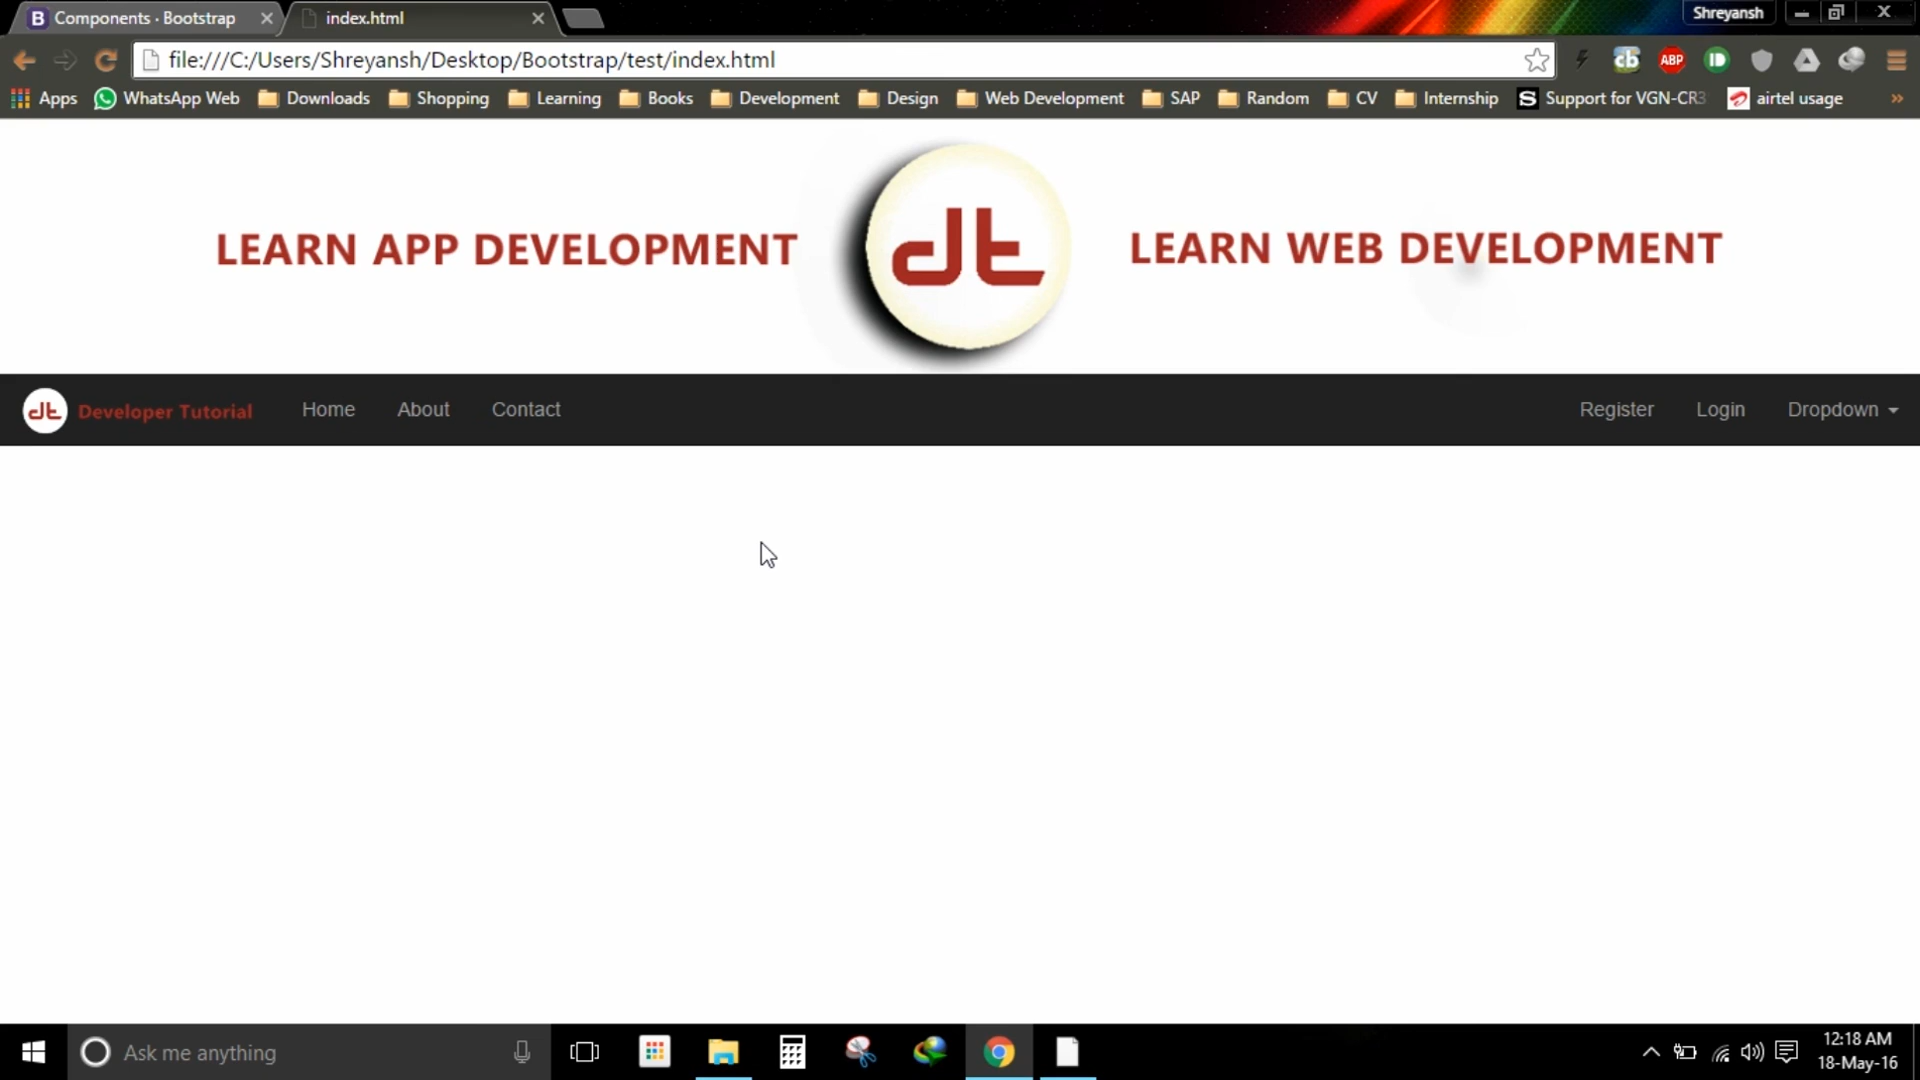 Components · Bootstrap
index.html
Shreyansh
file:///C:/Users/Shreyansh/Desktop/Bootstrap/test/index.html
ABP
Apps WhatsApp Web Downloads Shopping Learning Books Development Design Web Development SAP Random CV Internship Support for VGN-CR3 airtel usage
LEARN APP DEVELOPMENT dt LEARN WEB DEVELOPMENT
dt Developer Tutorial Home About Contact Register Login Dropdown
Ask me anything
12:18 AM
18-May-16